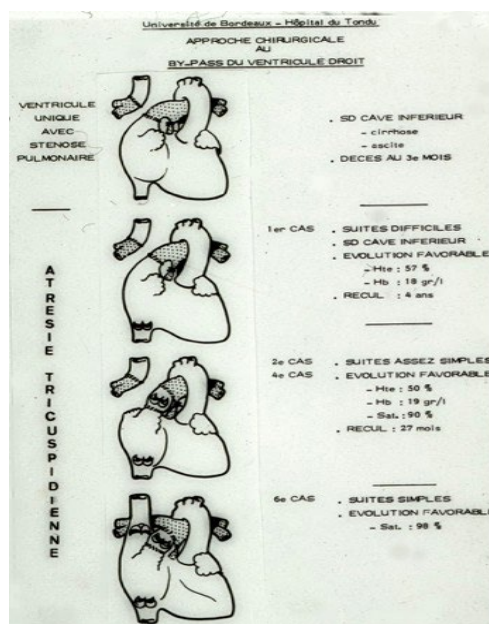 Université de Bordeaux - Hôpital du Tondu
APPROCHE CHIRURGICALE
AU
BY-PASS DU VENTRICULE DROIT
VENTRICULE
UNIQUE
AVEC
STENOSE
PULMONAIRE
. SD CAVE INFERIEUR
- cirrhose
- ascite
. DECES AU 3e MOIS
ATRESIE TRICUSPIDIENNE
1er CAS . SUITES DIFFICILES
. SD CAVE INFERIEUR
. EVOLUTION FAVORABLE
- Hte : 57 %
- Hb : 18 gr/l
. RECUL : 4 ans
2e CAS . SUITES ASSEZ SIMPLES
4e CAS . EVOLUTION FAVORABLE
- Hte : 50 %
- Hb : 19 gr/l
- Sat. : 90 %
. RECUL : 27 mois
6e CAS . SUITES SIMPLES
. EVOLUTION FAVORABL
- Sat. : 98 %